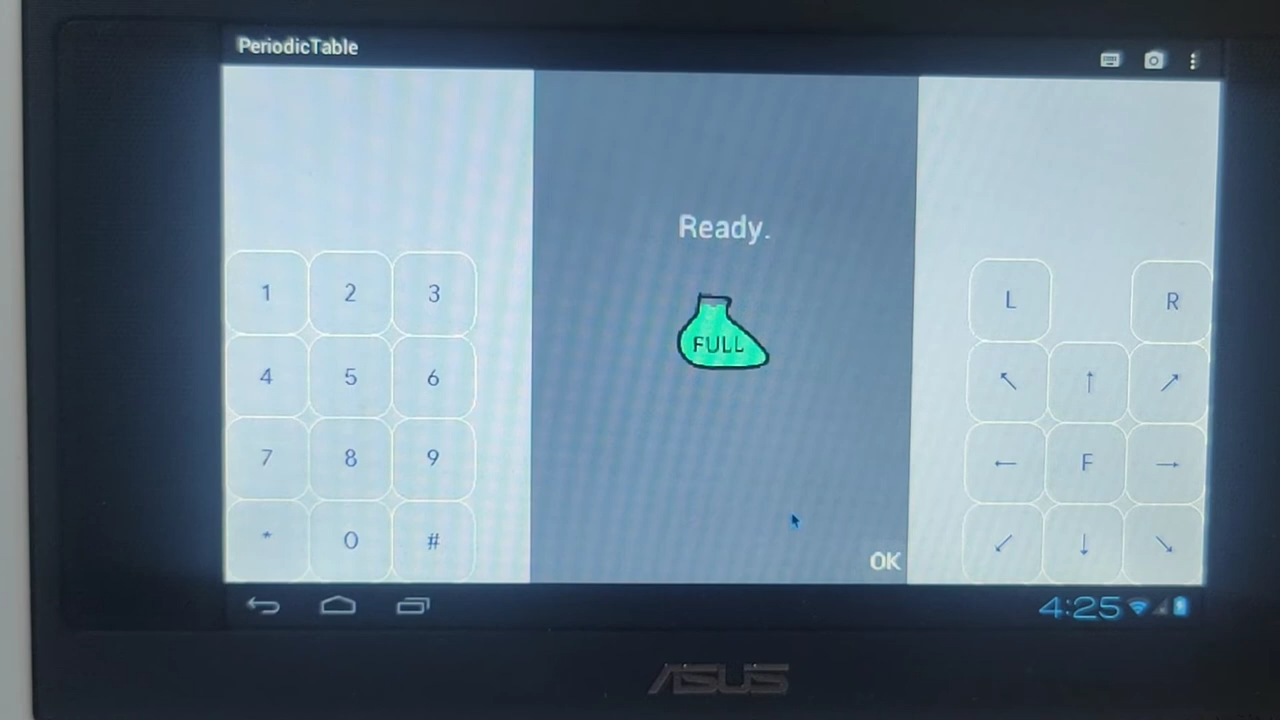 PeriodicTable
Ready.
FULL
1 2 3
4 5 6
7 8 9
* 0 #
L R
↖ ↑ ↗
← F →
↙ ↓ ↘
OK
4:25
ASUS